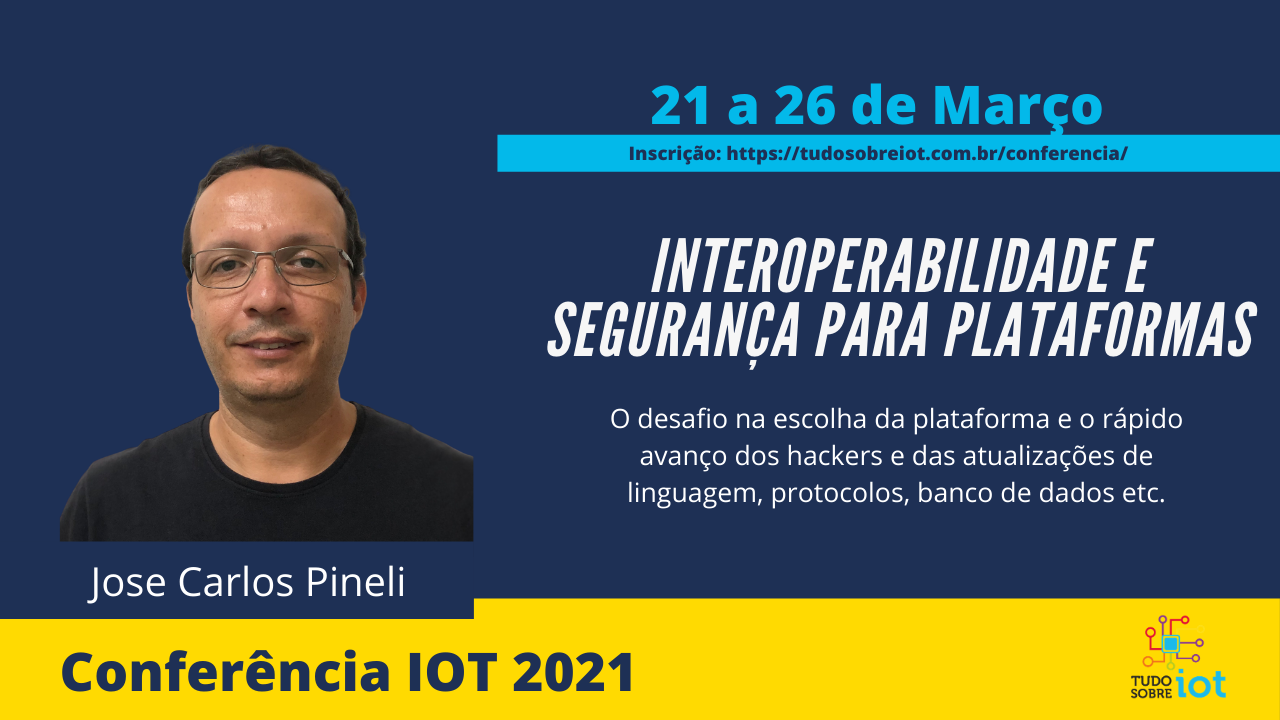 21 a 26 de Março
Inscrição: https://tudosobreiot.com.br/conferencia/
INTEROPERABILIDADE E
SEGURANÇA PARA PLATAFORMAS
O desafio na escolha da plataforma e o rápido
avanço dos hackers e das atualizações de
linguagem, protocolos, banco de dados etc.
Jose Carlos Pineli
Conferência IOT 2021
TUDO
SOBRE iot